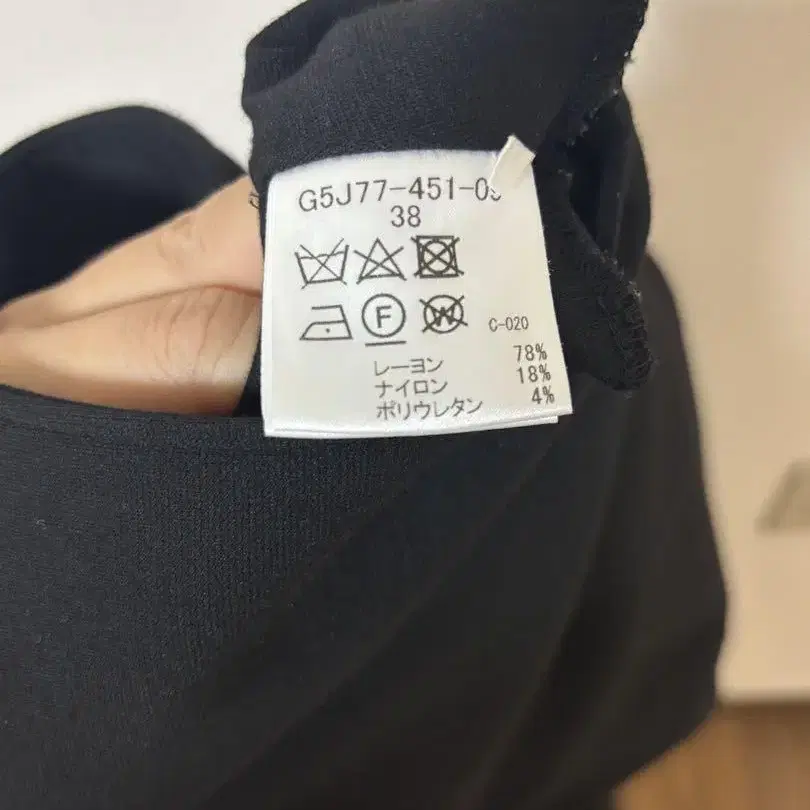 G5J77-451-0
38
F
W
C-020
レーヨン 78%
ナイロン 18%
ポリウレタン 4%